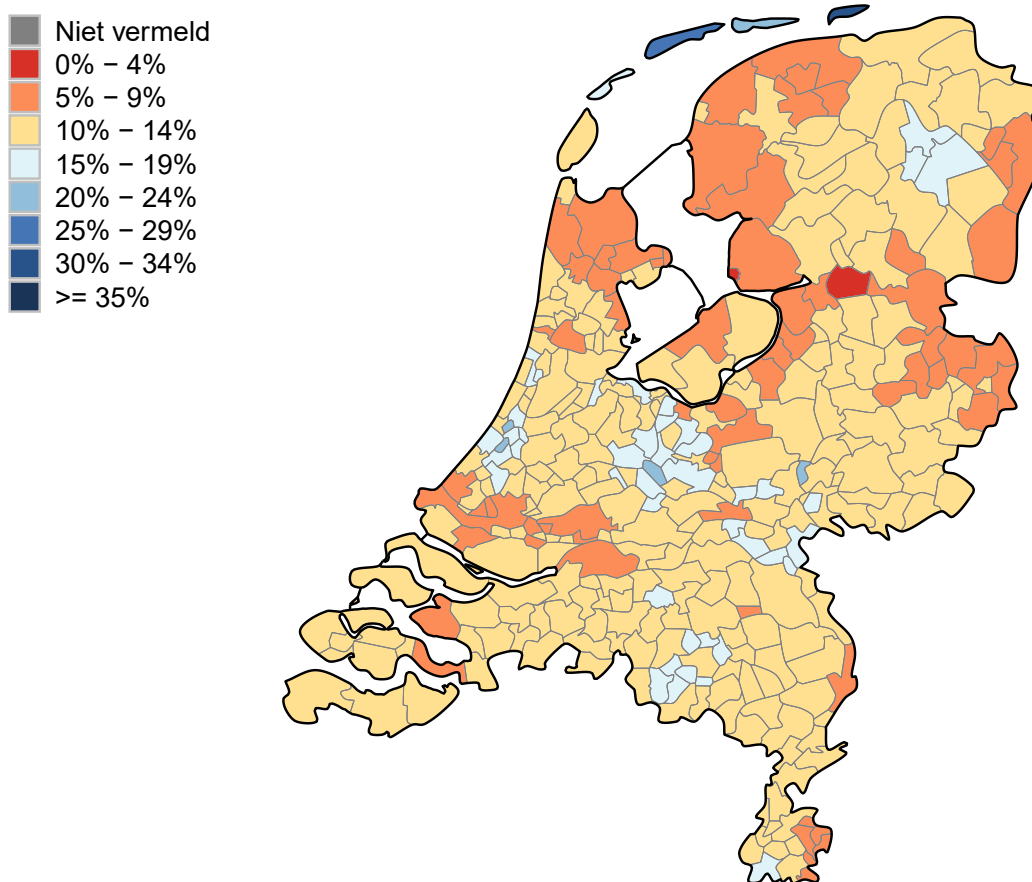 Niet vermeld
0% − 4%
5% − 9%
10% − 14%
15% − 19%
20% − 24%
25% − 29%
30% − 34%
>= 35%